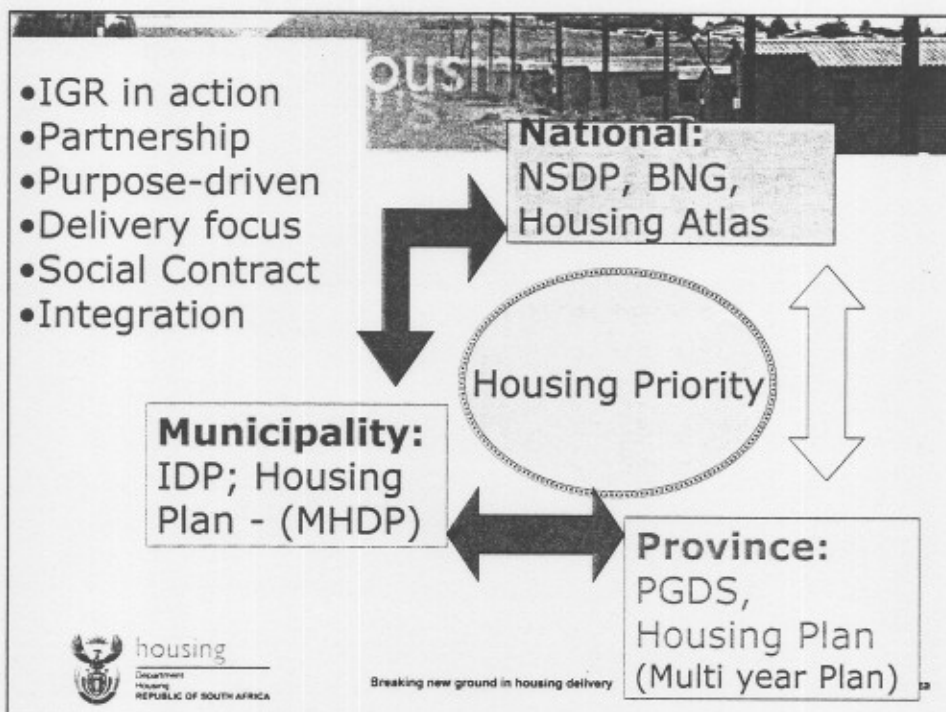 ousin
•IGR in action
•Partnership
•Purpose-driven
•Delivery focus
•Social Contract
•Integration
National:
NSDP, BNG,
Housing Atlas
Housing Priority
Municipality:
IDP; Housing
Plan - (MHDP)
Province:
PGDS,
Housing Plan
(Multi year Plan)
housing
Department
Housing
REPUBLIC OF SOUTH AFRICA
Breaking new ground in housing delivery